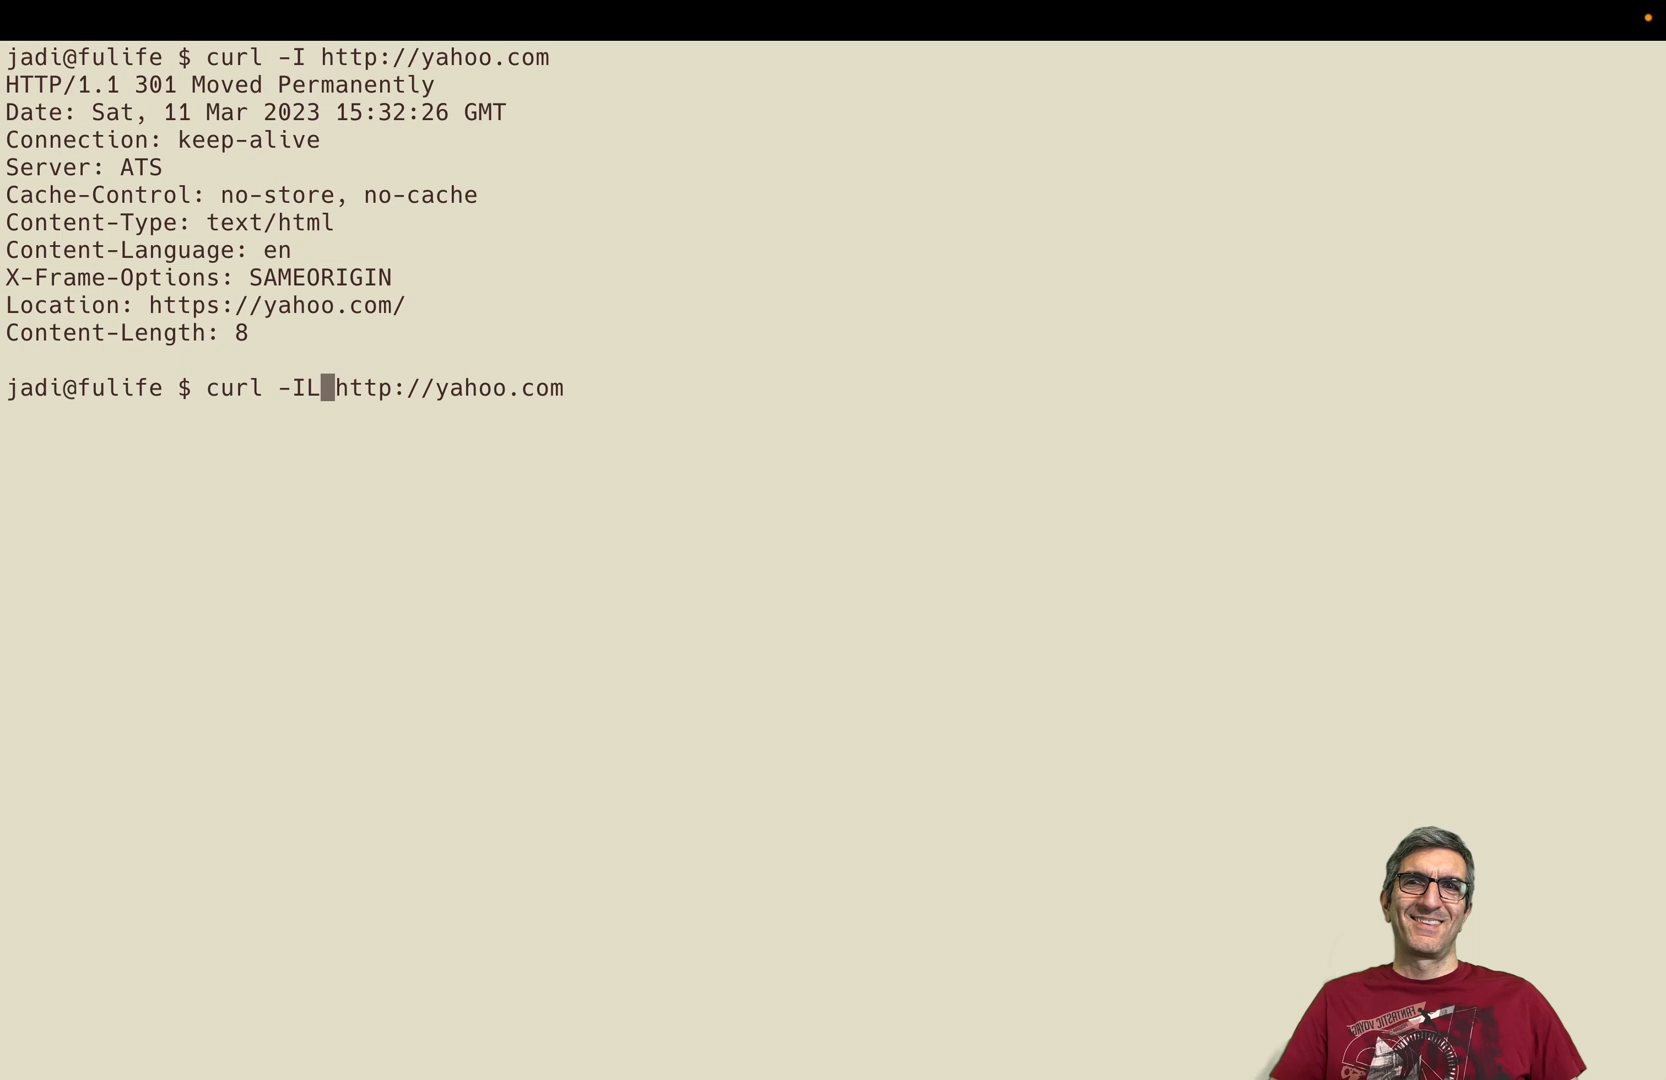 jadi@fulife $ curl -I http://yahoo.com
HTTP/1.1 301 Moved Permanently
Date: Sat, 11 Mar 2023 15:32:26 GMT
Connection: keep-alive
Server: ATS
Cache-Control: no-store, no-cache
Content-Type: text/html
Content-Language: en
X-Frame-Options: SAMEORIGIN
Location: https://yahoo.com/
Content-Length: 8
jadi@fulife $ curl -IL http://yahoo.com
FANTASTIC